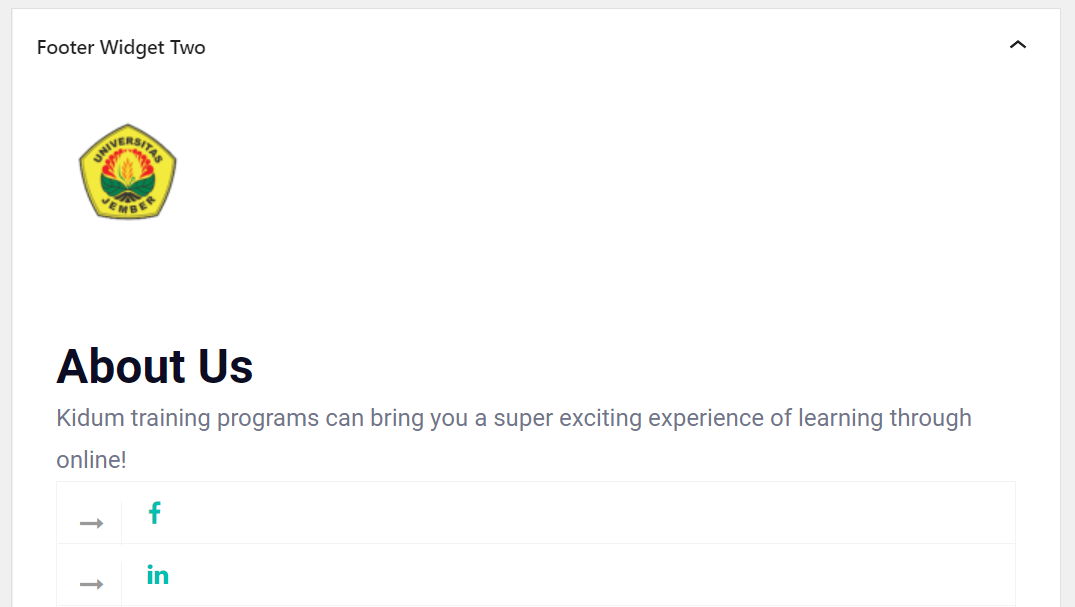 Footer Widget Two
UNIVERSITAS
JEMBER
About Us
Kidum training programs can bring you a super exciting experience of learning through
online!
f
in